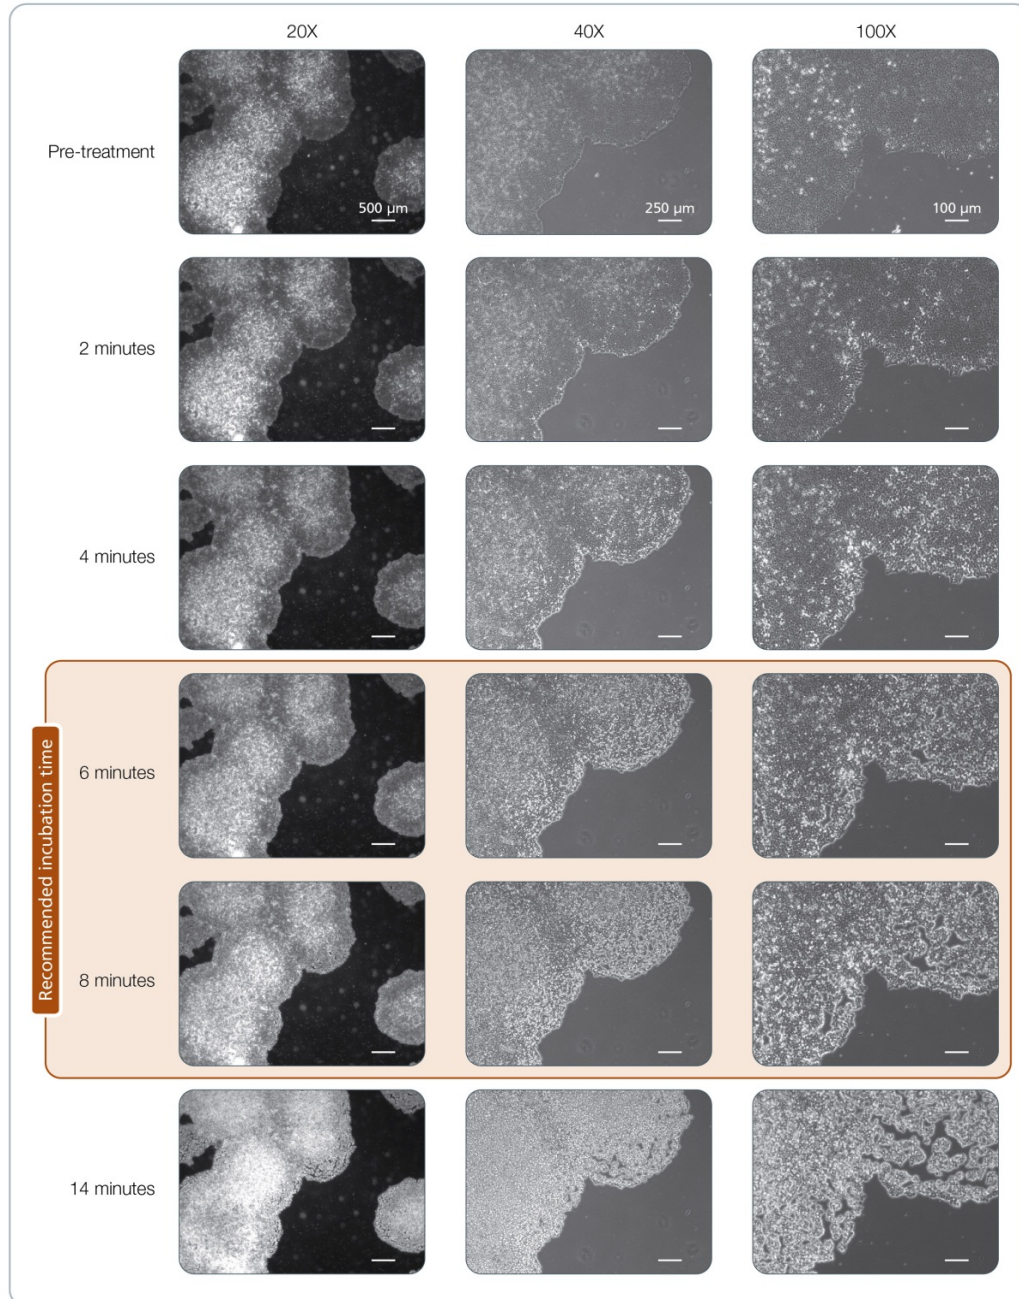 20X
40X
100X
Pre-treatment
500 µm
250 µm
100 µm
2 minutes
4 minutes
Recommended incubation time
6 minutes
8 minutes
14 minutes